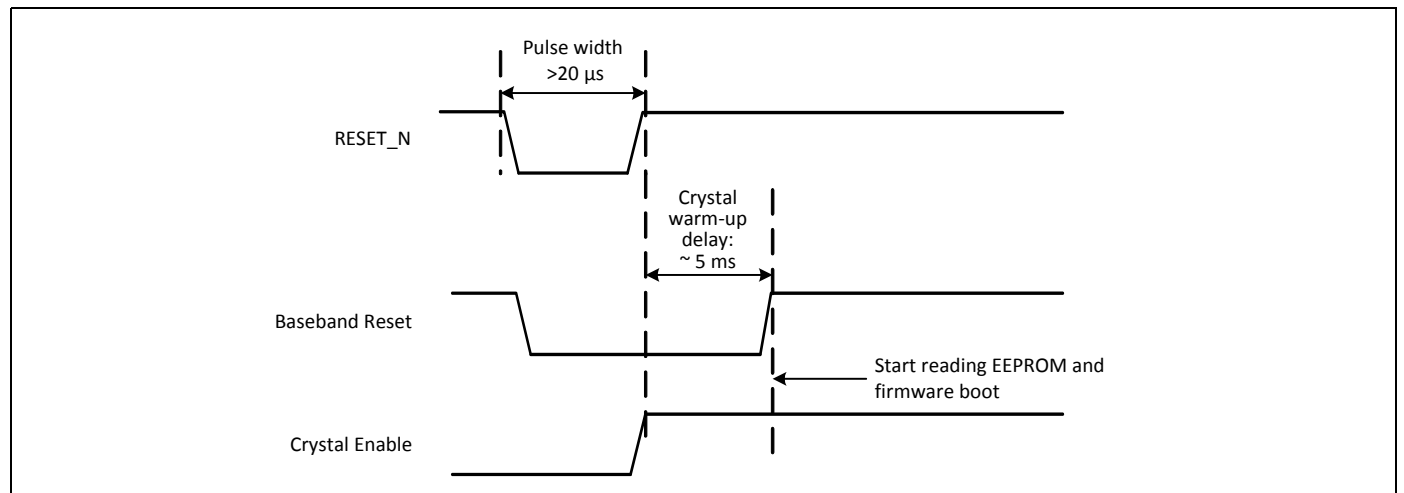 Pulse width
>20 µs
RESET_N
Crystal
warm-up
delay:
~ 5 ms
Baseband Reset
Start reading EEPROM and
firmware boot
Crystal Enable